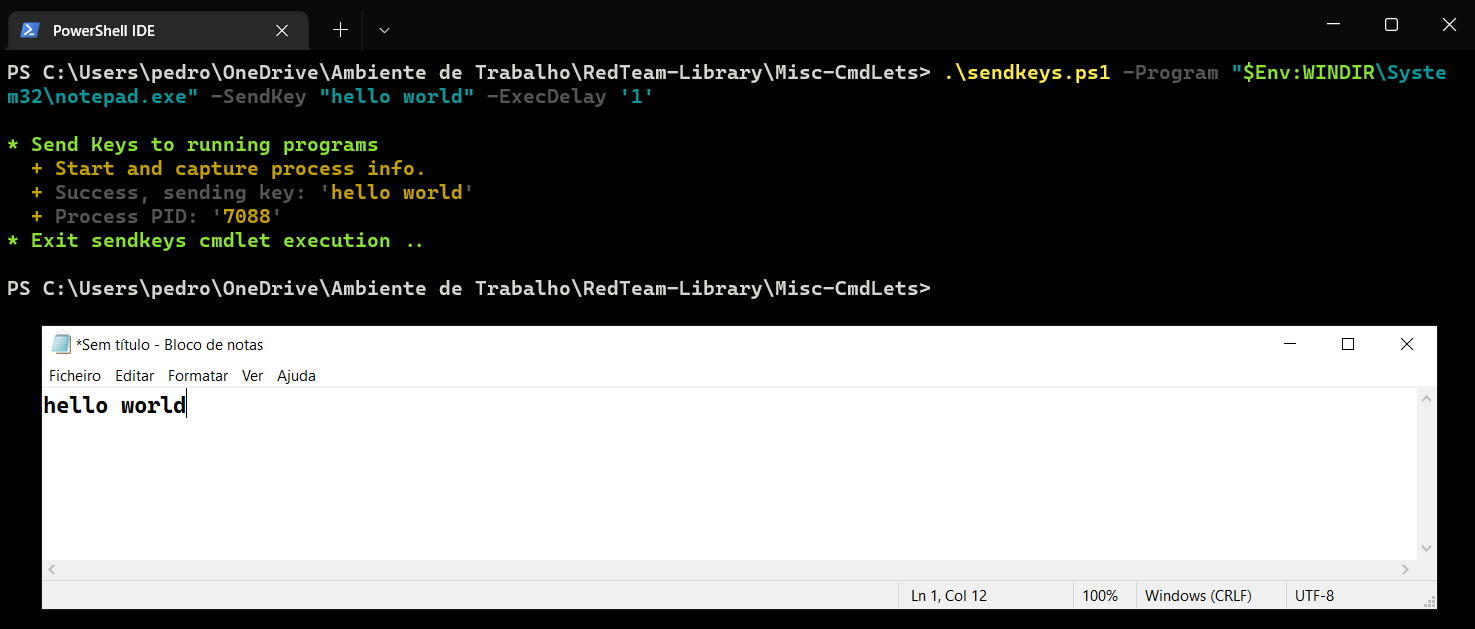 PowerShell IDE
PS C:\Users\pedro\OneDrive\Ambiente de Trabalho\RedTeam-Library\Misc-CmdLets> .\sendkeys.ps1 -Program "$Env:WINDIR\Syste
m32\notepad.exe" -SendKey "hello world" -ExecDelay '1'
* Send Keys to running programs
+ Start and capture process info.
+ Success, sending key: 'hello world'
+ Process PID: '7088'
* Exit sendkeys cmdlet execution ..
PS C:\Users\pedro\OneDrive\Ambiente de Trabalho\RedTeam-Library\Misc-CmdLets>
*Sem título - Bloco de notas
Ficheiro Editar Formatar Ver Ajuda
hello world
Ln 1, Col 12 100% Windows (CRLF) UTF-8